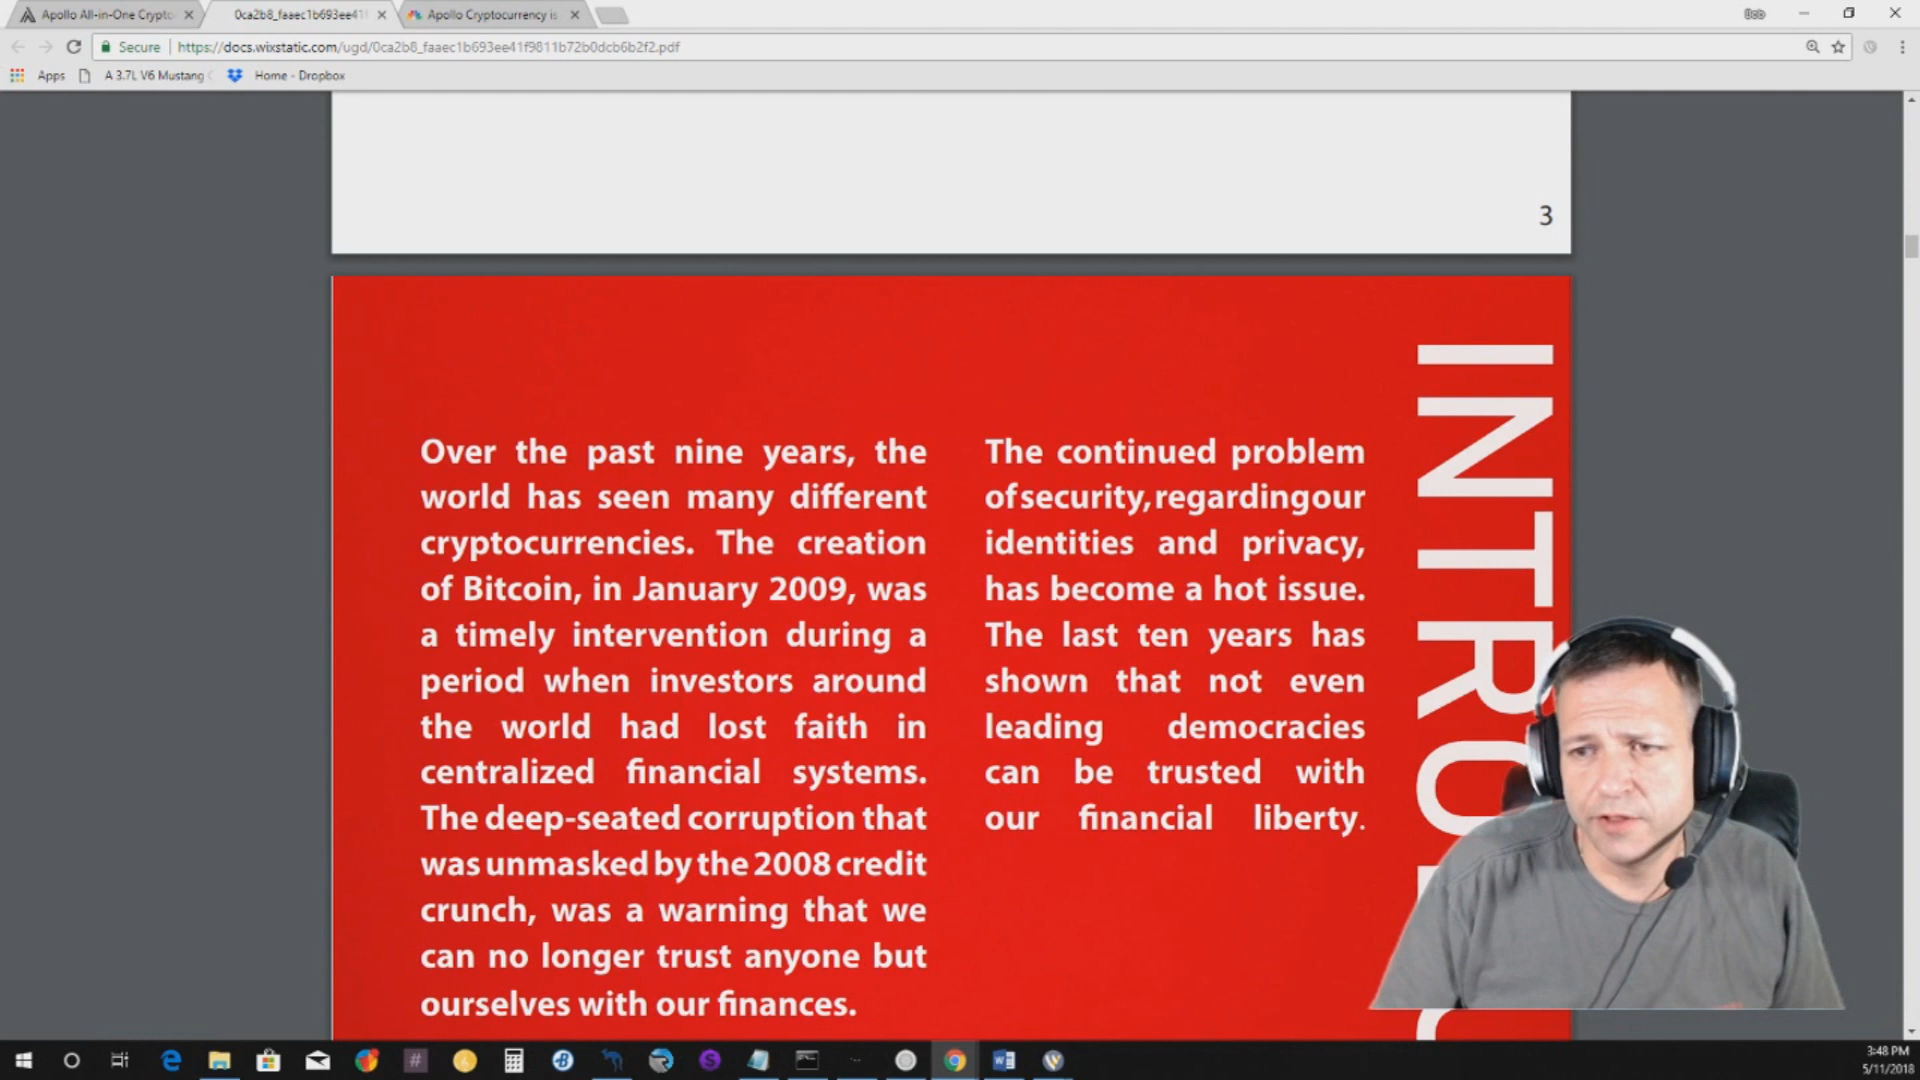 Apollo All-in-One Crypto
0ca2b8_faaec1b693ee41f
Apollo Cryptocurrency is
Secure
https://docs.wixstatic.com/ugd/0ca2b8_faaec1b693ee41f9811b72b0dcb6b2f2.pdf
Apps
A 3.7L V6 Mustang
Home - Dropbox
3
Over the past nine years, the
world has seen many different
cryptocurrencies. The creation
of Bitcoin, in January 2009, was
a timely intervention during a
period when investors around
the world had lost faith in
centralized financial systems.
The deep-seated corruption that
was unmasked by the 2008 credit
crunch, was a warning that we
can no longer trust anyone but
ourselves with our finances.
The continued problem
of security, regarding our
identities and privacy,
has become a hot issue.
The last ten years has
shown that not even
leading democracies
can be trusted with
our financial liberty.
INTRO
3:48 PM
5/11/2018